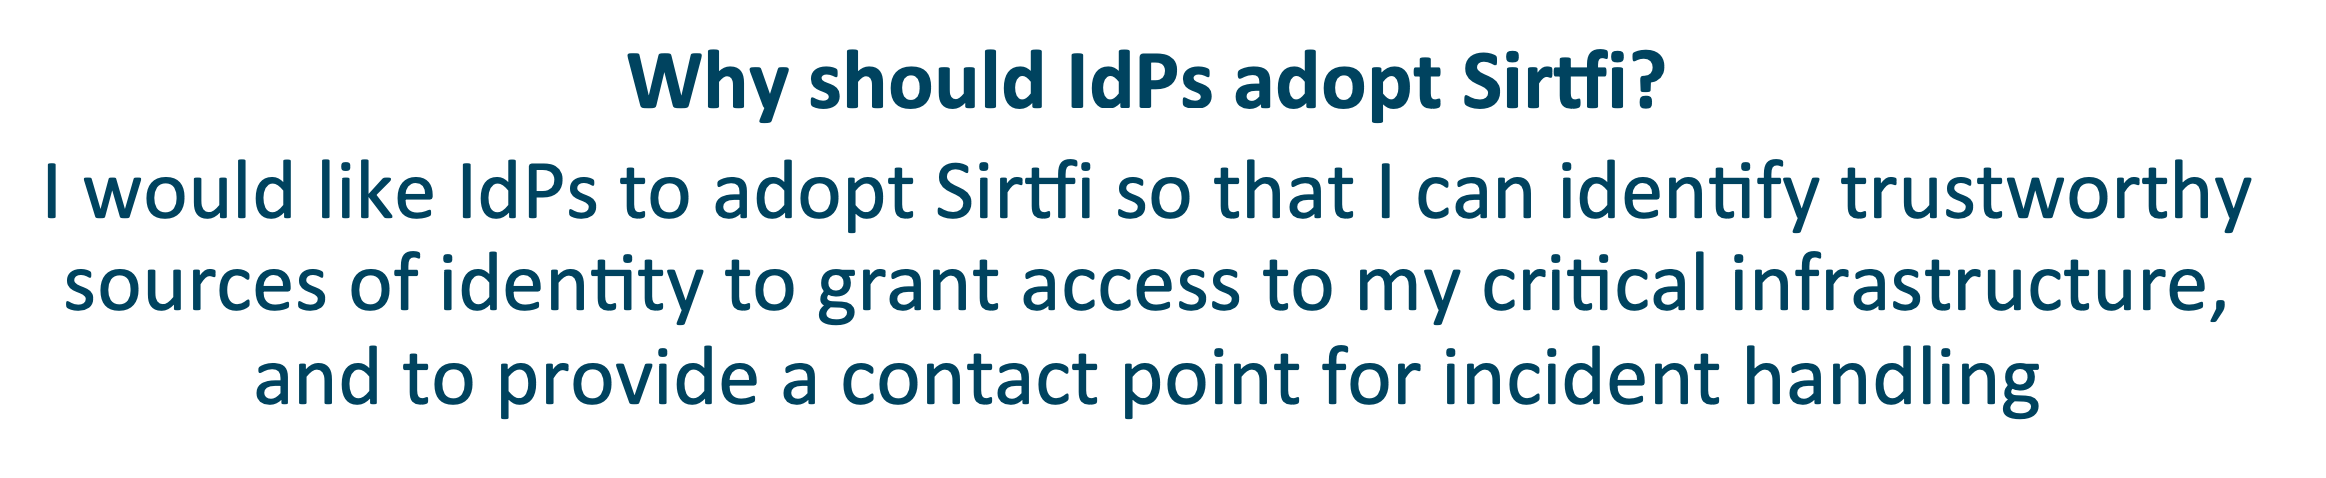 Why should IdPs adopt Sirtfi?
I would like IdPs to adopt Sirtfi so that I can identify trustworthy
sources of identity to grant access to my critical infrastructure,
and to provide a contact point for incident handling